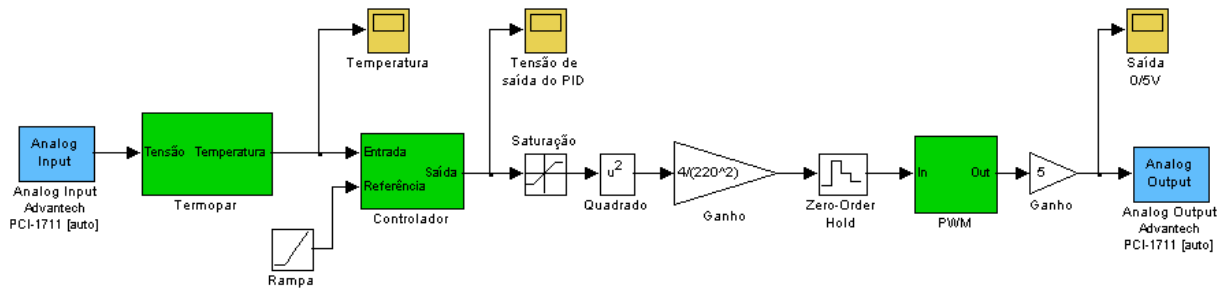 Temperatura
Tensão de
saída do PID
Saída
0/5V
Analog
Input
Analog Input
Advantech
PCI-1711 [auto]
Tensão Temperatura
Termopar
Entrada
Saída
Referência
Controlador
Rampa
Saturação
u²
Quadrado
4/(220^2)
Ganho
Zero-Order
Hold
In Out
PWM
5
Ganho
Analog
Output
Analog Output
Advantech
PCI-1711 [auto]